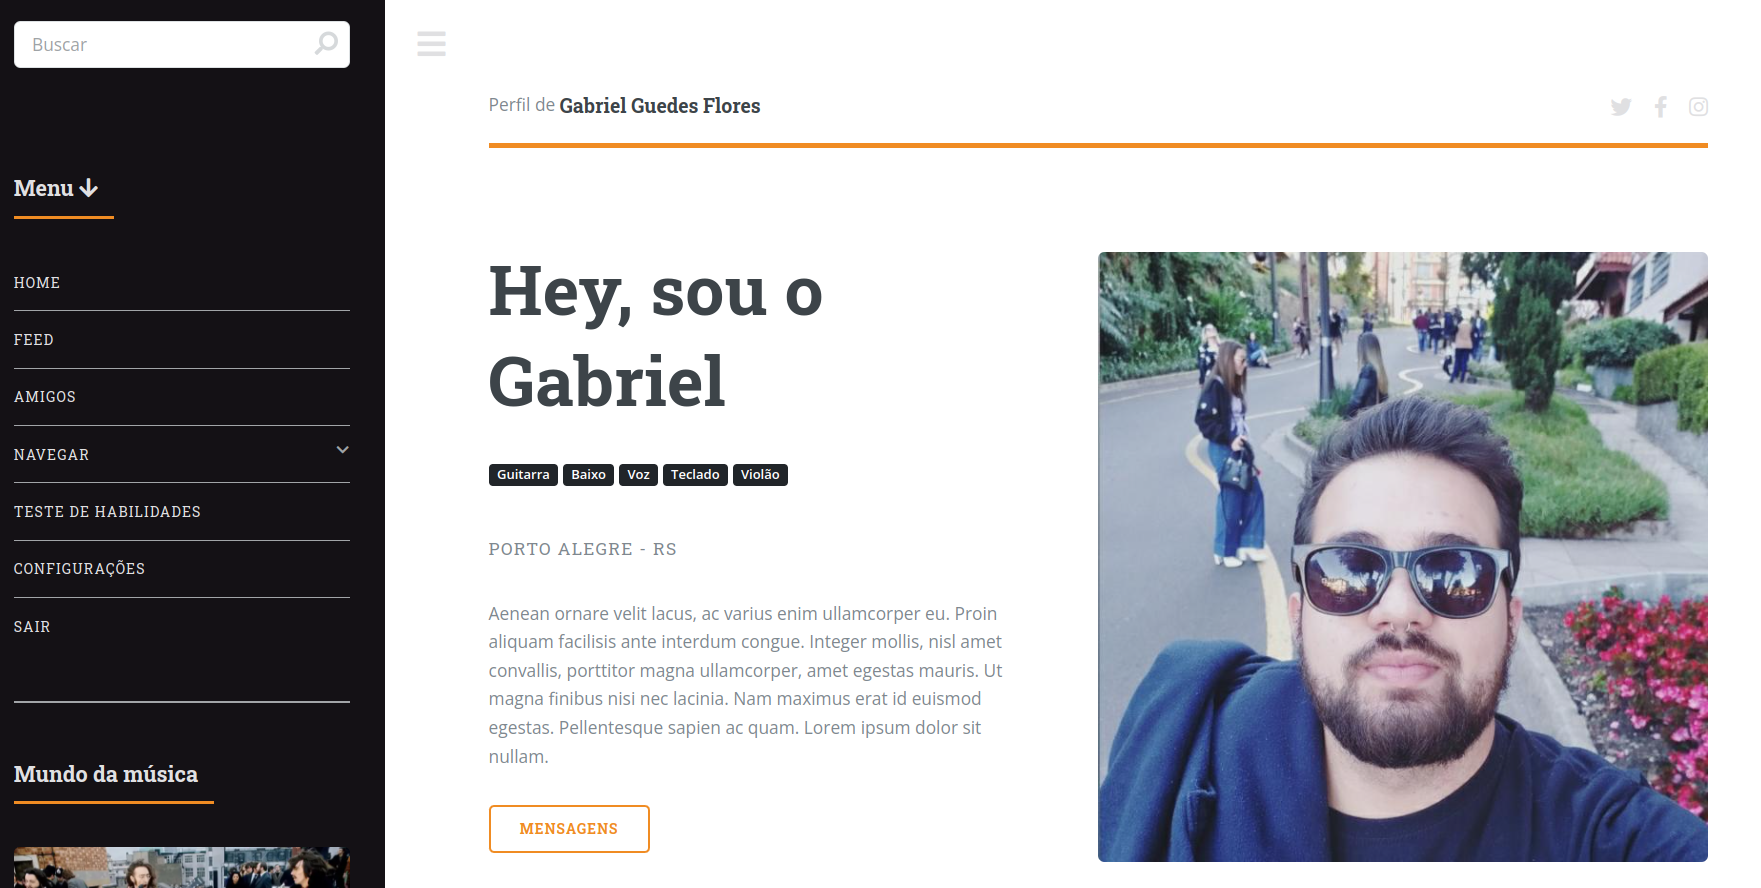 Buscar
Menu
HOME
FEED
AMIGOS
NAVEGAR
TESTE DE HABILIDADES
CONFIGURAÇÕES
SAIR
Mundo da música
Perfil de Gabriel Guedes Flores
Hey, sou o
Gabriel
Guitarra Baixo Voz Teclado Violão
PORTO ALEGRE - RS
Aenean ornare velit lacus, ac varius enim ullamcorper eu. Proin
aliquam facilisis ante interdum congue. Integer mollis, nisl amet
convallis, porttitor magna ullamcorper, amet egestas mauris. Ut
magna finibus nisi nec lacinia. Nam maximus erat id euismod
egestas. Pellentesque sapien ac quam. Lorem ipsum dolor sit
nullam.
MENSAGENS